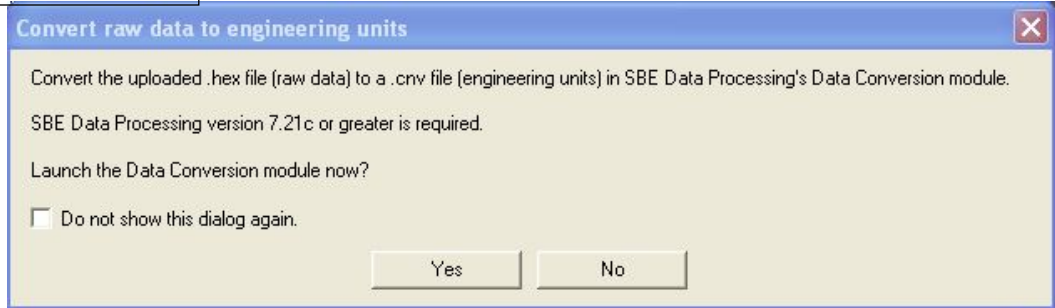 Convert raw data to engineering units
Convert the uploaded .hex file (raw data) to a .cnv file (engineering units) in SBE Data Processing's Data Conversion module.
SBE Data Processing version 7.21c or greater is required.
Launch the Data Conversion module now?
Do not show this dialog again.
Yes
No